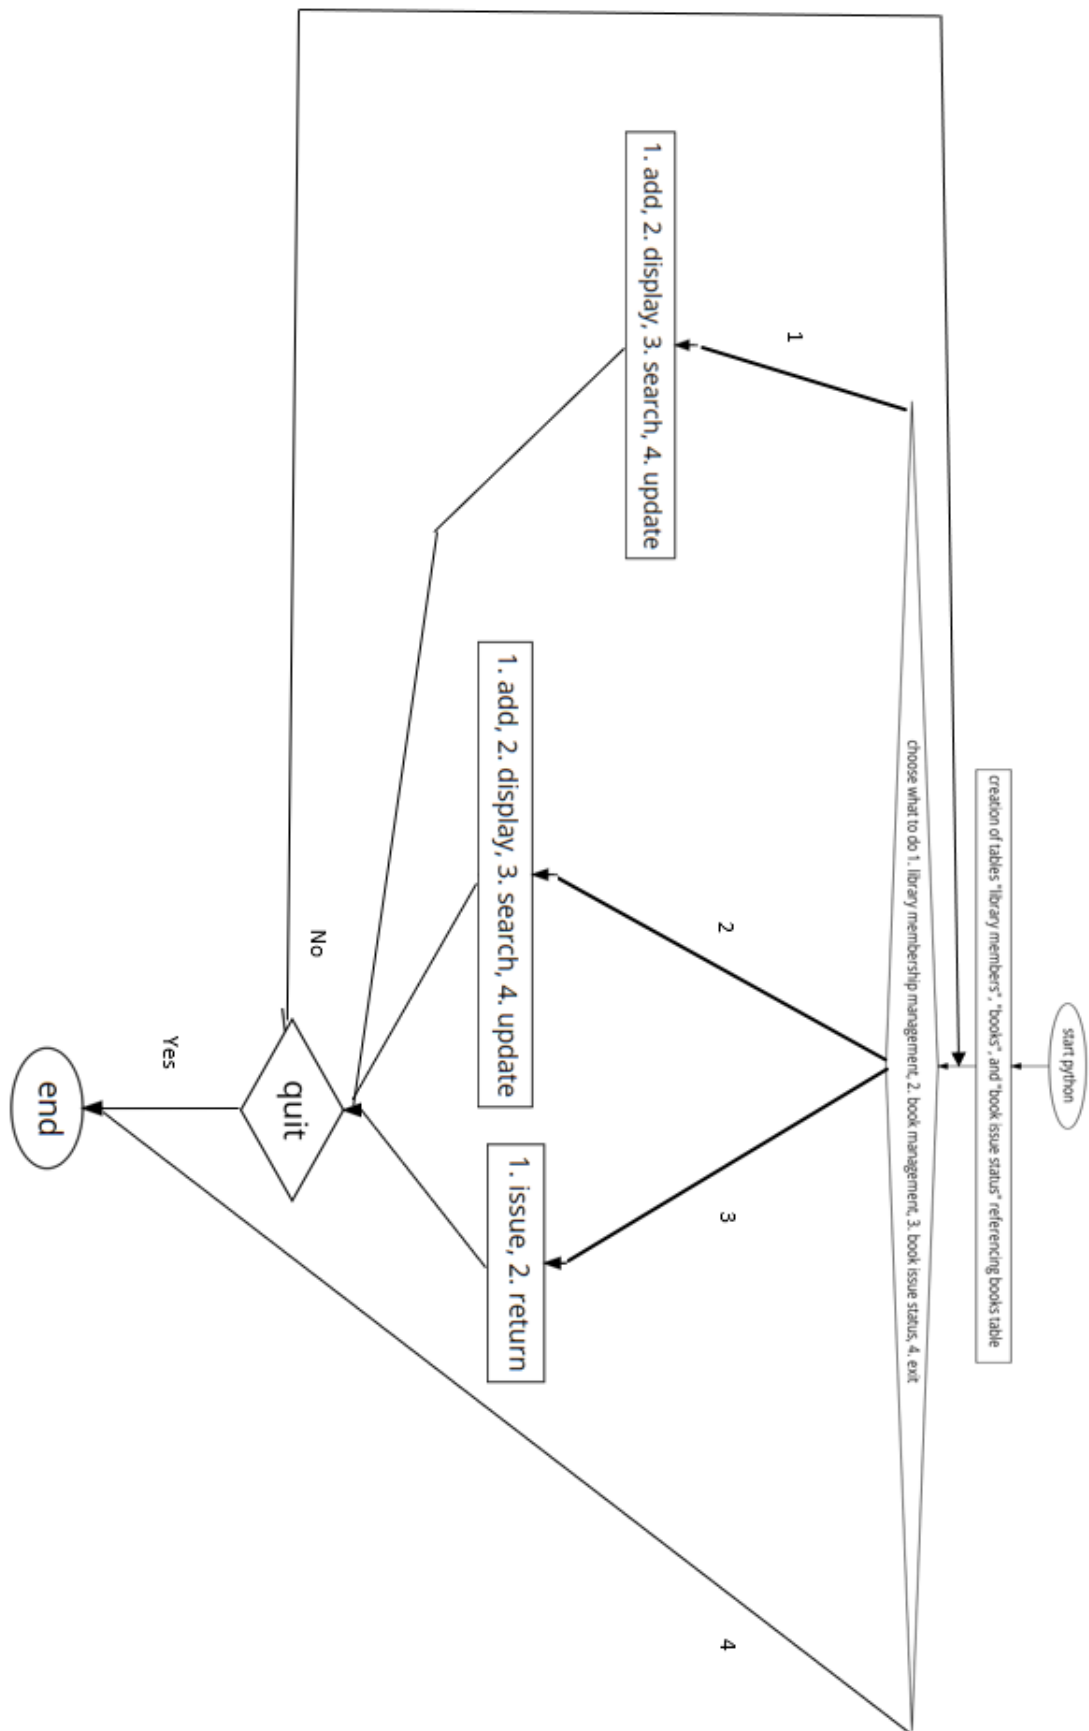 start python
creation of tables "library members", "books", and "book issue status" referencing books table
choose what to do 1. library membership management, 2. book management, 3. book issue status, 4. exit
1
2
3
4
1. add, 2. display, 3. search, 4. update
1. add, 2. display, 3. search, 4. update
1. issue, 2. return
quit
No
Yes
end